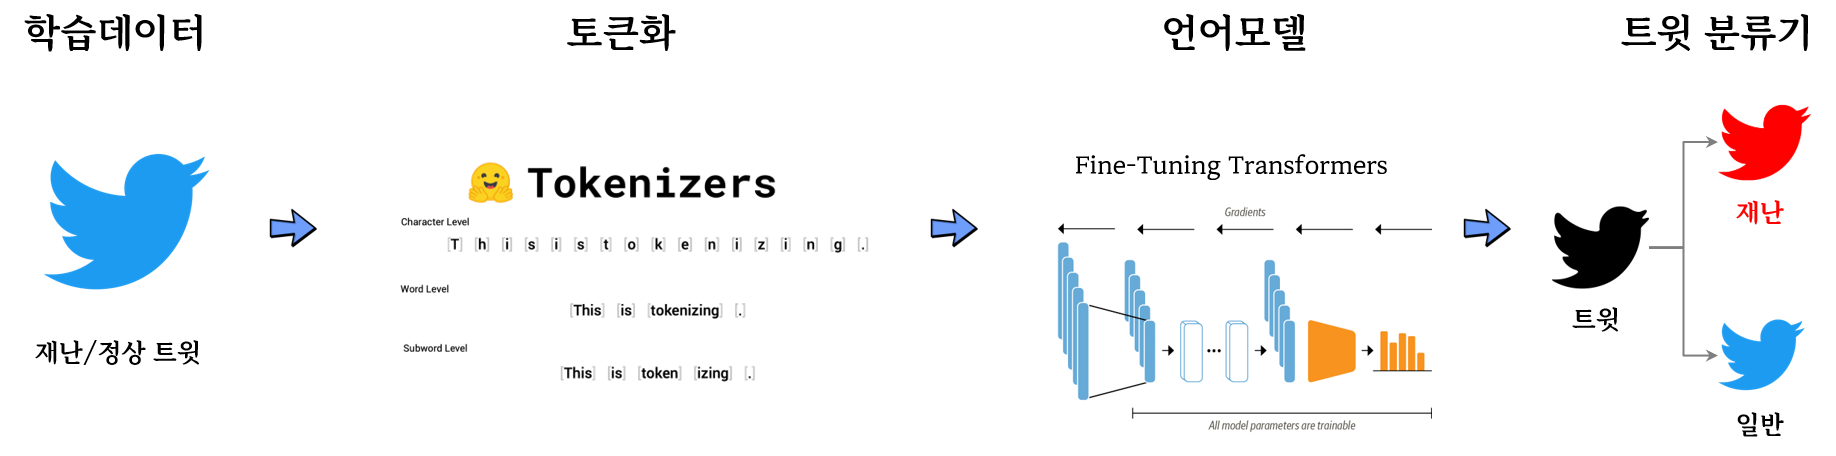 학습데이터
재난/정상 트윗
토큰화
Tokenizers
Character Level
[T] [h] [i] [s] [i] [s] [t] [o] [k] [e] [n] [i] [z] [i] [n] [g] [.]
Word Level
[This] [is] [tokenizing] [.]
Subword Level
[This] [is] [token] [izing] [.]
언어모델
Fine-Tuning Transformers
Gradients
...
All model parameters are trainable
트윗 분류기
트윗
재난
일반